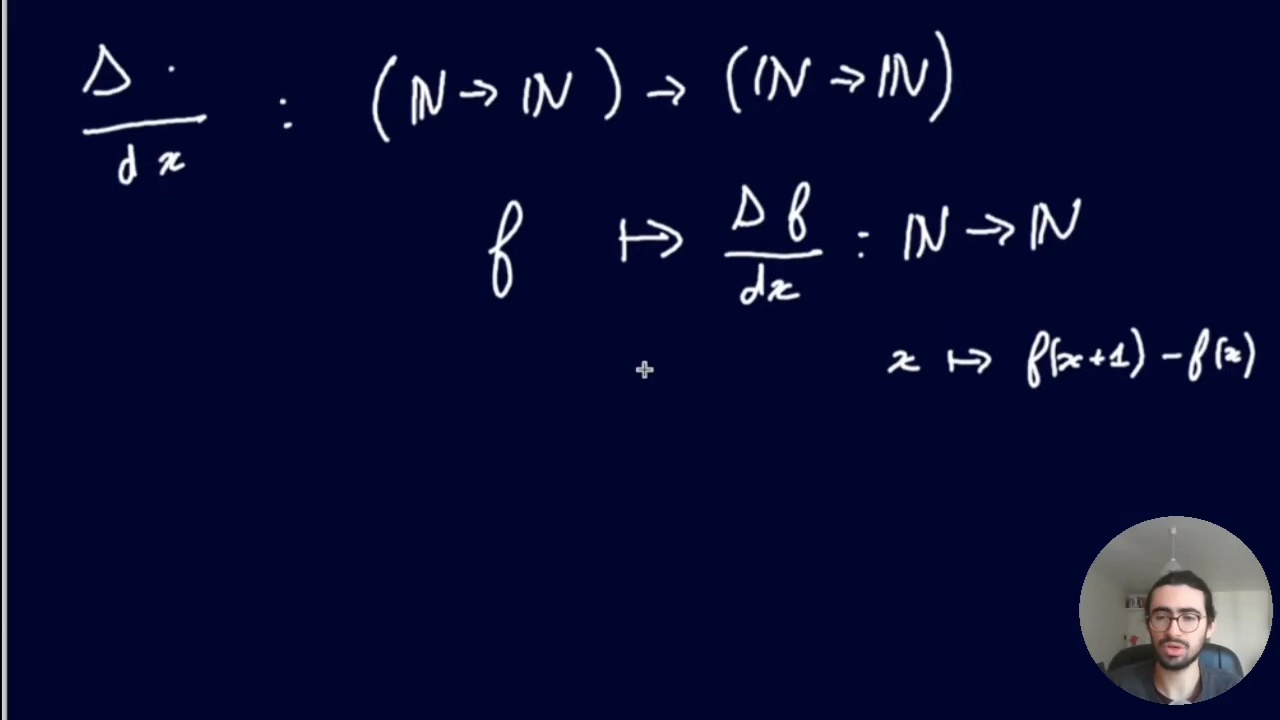 Δ · / dx : (ℕ → ℕ) → (ℕ → ℕ)
f ↦ Δf / dx : ℕ → ℕ
x ↦ f(x+1) - f(x)